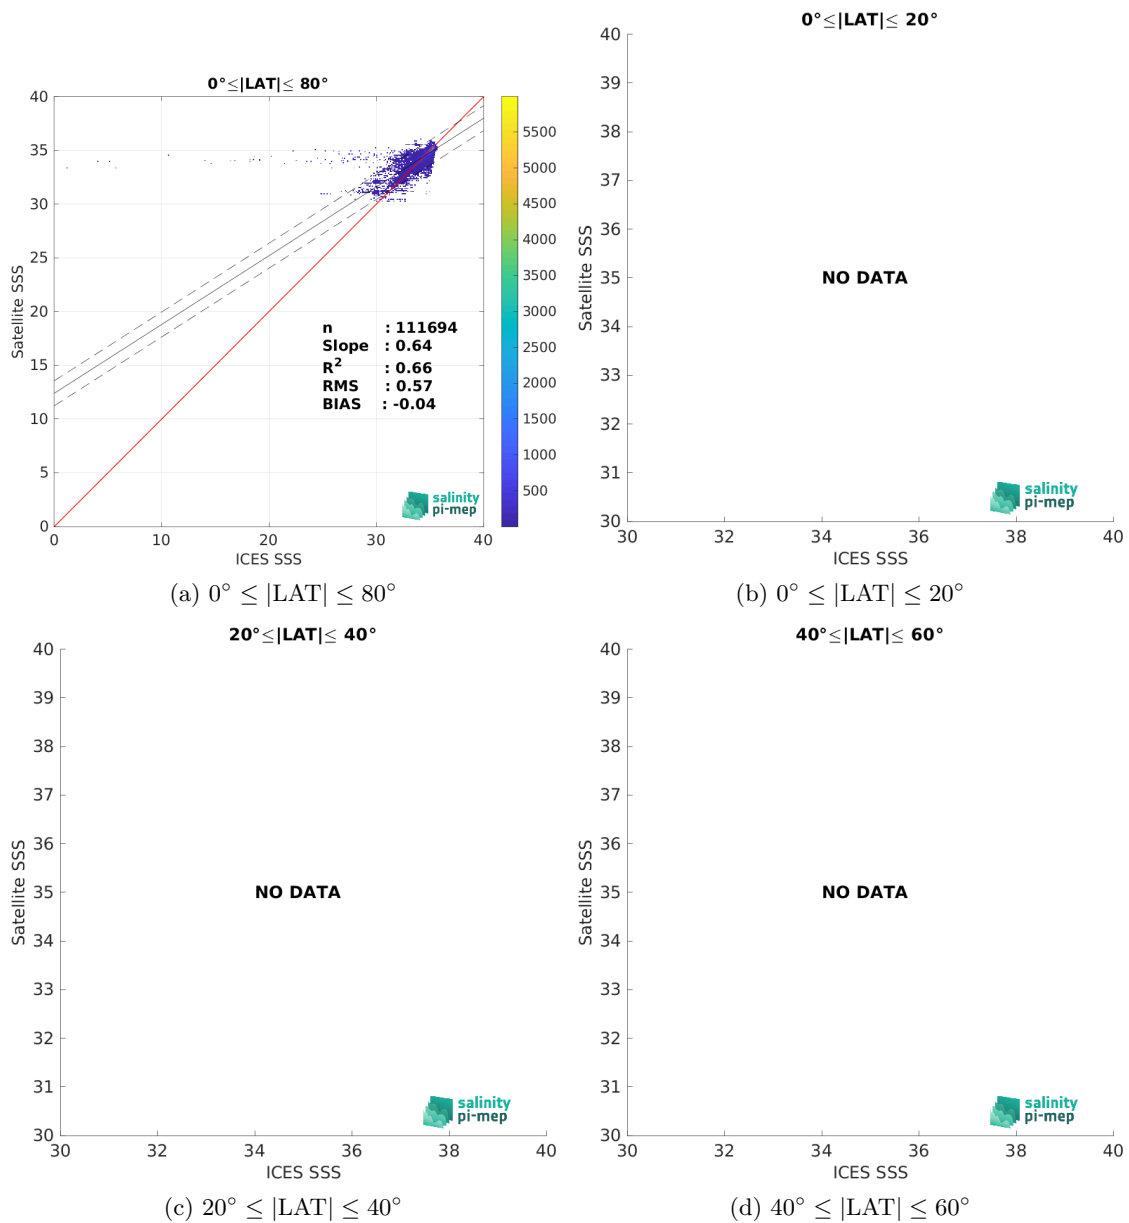 0°≤|LAT|≤ 80°
40
35
30
25
20
15
10
5
0
0
10
20
30
40
Satellite SSS
ICES SSS
n : 111694
Slope : 0.64
R² : 0.66
RMS : 0.57
BIAS : -0.04
5500
5000
4500
4000
3500
3000
2500
2000
1500
1000
500
salinity
pi-mep
(a) 0° ≤ |LAT| ≤ 80°
0°≤|LAT|≤ 20°
40
39
38
37
36
35
34
33
32
31
30
30
32
34
36
38
40
Satellite SSS
ICES SSS
NO DATA
salinity
pi-mep
(b) 0° ≤ |LAT| ≤ 20°
20°≤|LAT|≤ 40°
40
39
38
37
36
35
34
33
32
31
30
30
32
34
36
38
40
Satellite SSS
ICES SSS
NO DATA
salinity
pi-mep
(c) 20° ≤ |LAT| ≤ 40°
40°≤|LAT|≤ 60°
40
39
38
37
36
35
34
33
32
31
30
30
32
34
36
38
40
Satellite SSS
ICES SSS
NO DATA
salinity
pi-mep
(d) 40° ≤ |LAT| ≤ 60°